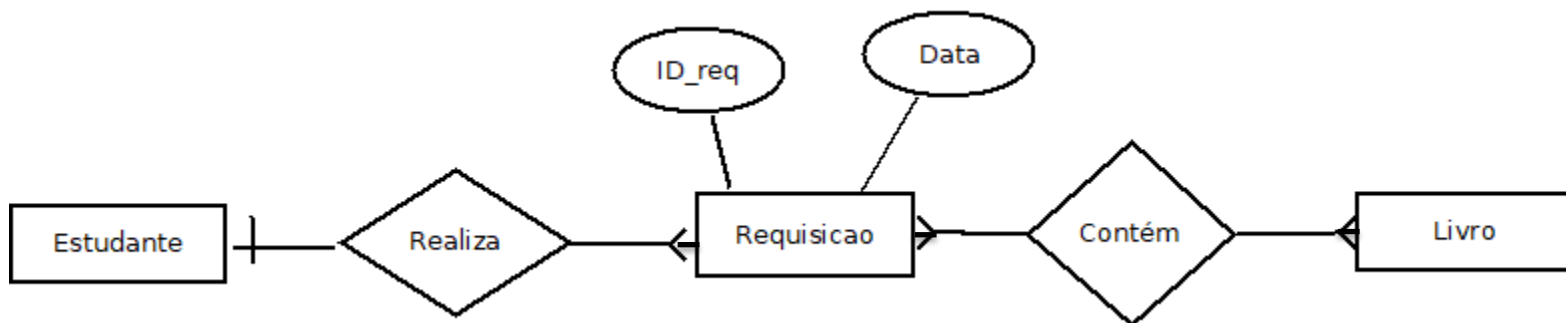 ID_req
Data
Estudante
Realiza
Requisicao
Contém
Livro